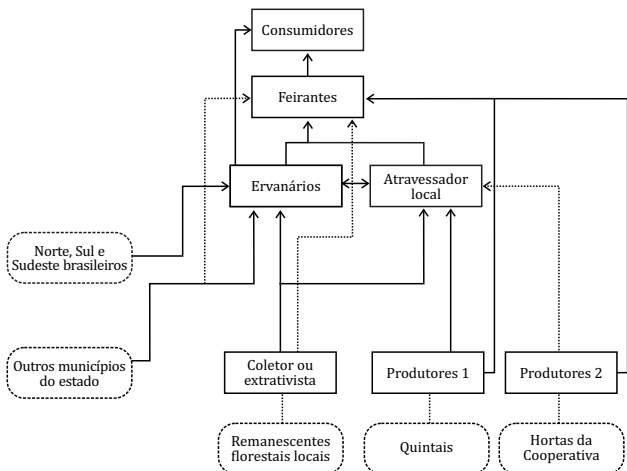 Consumidores
Feirantes
Ervanários
Atravessador
local
Norte, Sul e
Sudeste brasileiros
Outros municípios
do estado
Coletor ou
extrativista
Produtores 1
Produtores 2
Remanescentes
florestais locais
Quintais
Hortas da
Cooperativa